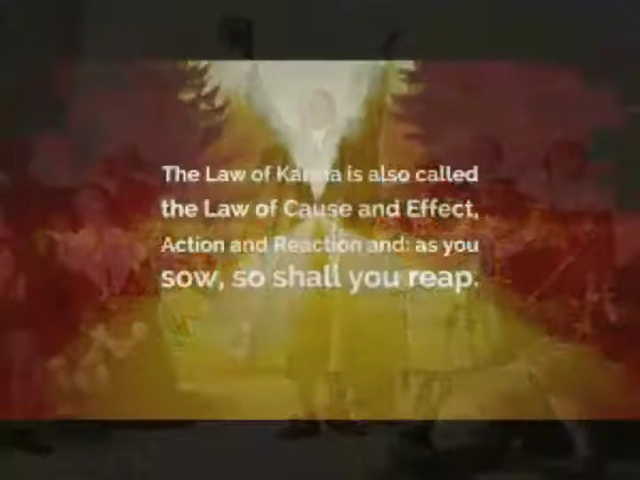 The Law of Karma is also called
the Law of Cause and Effect,
Action and Reaction and: as you
sow, so shall you reap.